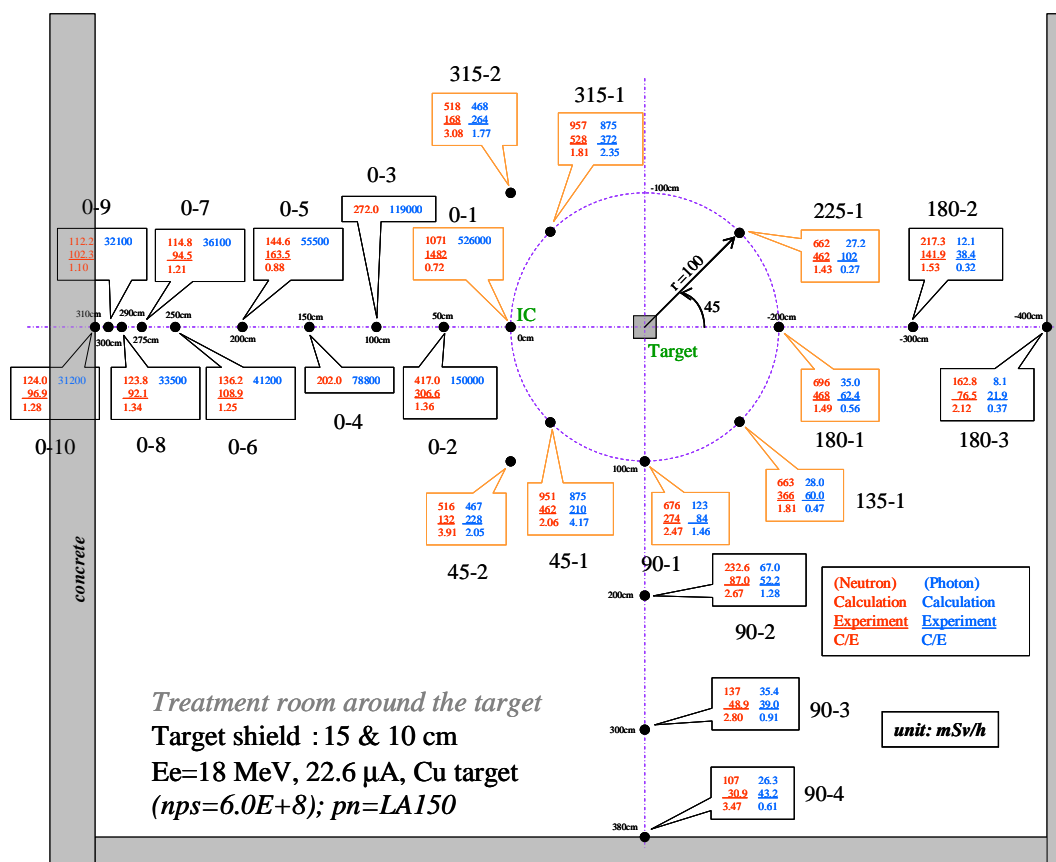 315-2
518 468
168 264
3.08 1.77
315-1
957 875
528 372
1.81 2.35
0-9
112.2 32100
102.3
1.10
0-7
114.8 36100
94.5
1.21
0-5
144.6 55500
163.5
0.88
0-3
272.0 119000
0-1
1071 526000
1482
0.72
-100cm
225-1
662 27.2
462 102
1.43 0.27
180-2
217.3 12.1
141.9 38.4
1.53 0.32
r=100
45
310cm
300cm
290cm
275cm
250cm
200cm
150cm
100cm
50cm
IC
0cm
Target
-200cm
-300cm
-400cm
124.0 31200
96.9
1.28
0-10
123.8 33500
92.1
1.34
0-8
136.2 41200
108.9
1.25
0-6
202.0 78800
0-4
417.0 150000
306.6
1.36
0-2
696 35.0
468 62.4
1.49 0.56
180-1
162.8 8.1
76.5 21.9
2.12 0.37
180-3
516 467
132 228
3.91 2.05
45-2
951 875
462 210
2.06 4.17
45-1
100cm
676 123
274 84
2.47 1.46
90-1
663 28.0
366 60.0
1.81 0.47
135-1
concrete
200cm
232.6 67.0
87.0 52.2
2.67 1.28
90-2
(Neutron) (Photon)
Calculation Calculation
Experiment Experiment
C/E C/E
300cm
137 35.4
48.9 39.0
2.80 0.91
90-3
unit: mSv/h
380cm
107 26.3
30.9 43.2
3.47 0.61
90-4
Treatment room around the target
Target shield : 15 & 10 cm
Ee=18 MeV, 22.6 μA, Cu target
(nps=6.0E+8); pn=LA150